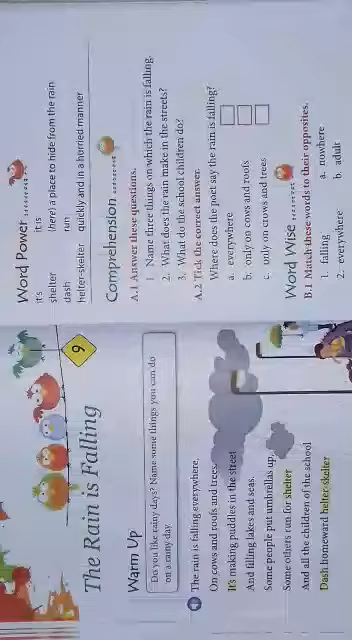 6
The Rain is Falling
Warm Up
Do you like rainy days? Name some things you can do
on a rainy day.
The rain is falling everywhere,
On cows and roofs and trees,
It's making puddles in the street
And filling lakes and seas.
Some people put umbrellas up,
Some others run for shelter
And all the children of the school
Dash homeward helter-skelter
Word Power
it's it is
shelter (here) a place to hide from the rain
dash run
helter-skelter quickly and in a hurried manner
Comprehension
A.1 Answer these questions.
1. Name three things on which the rain is falling.
2. What does the rain make in the streets?
3. What do the school children do?
A.2 Tick the correct answer.
Where does the poet say the rain is falling?
a. everywhere
b. only on cows and roofs
c. only on crows and trees
Word Wise
B.1 Match these words to their opposites.
1. falling a. nowhere
2. everywhere b. adult